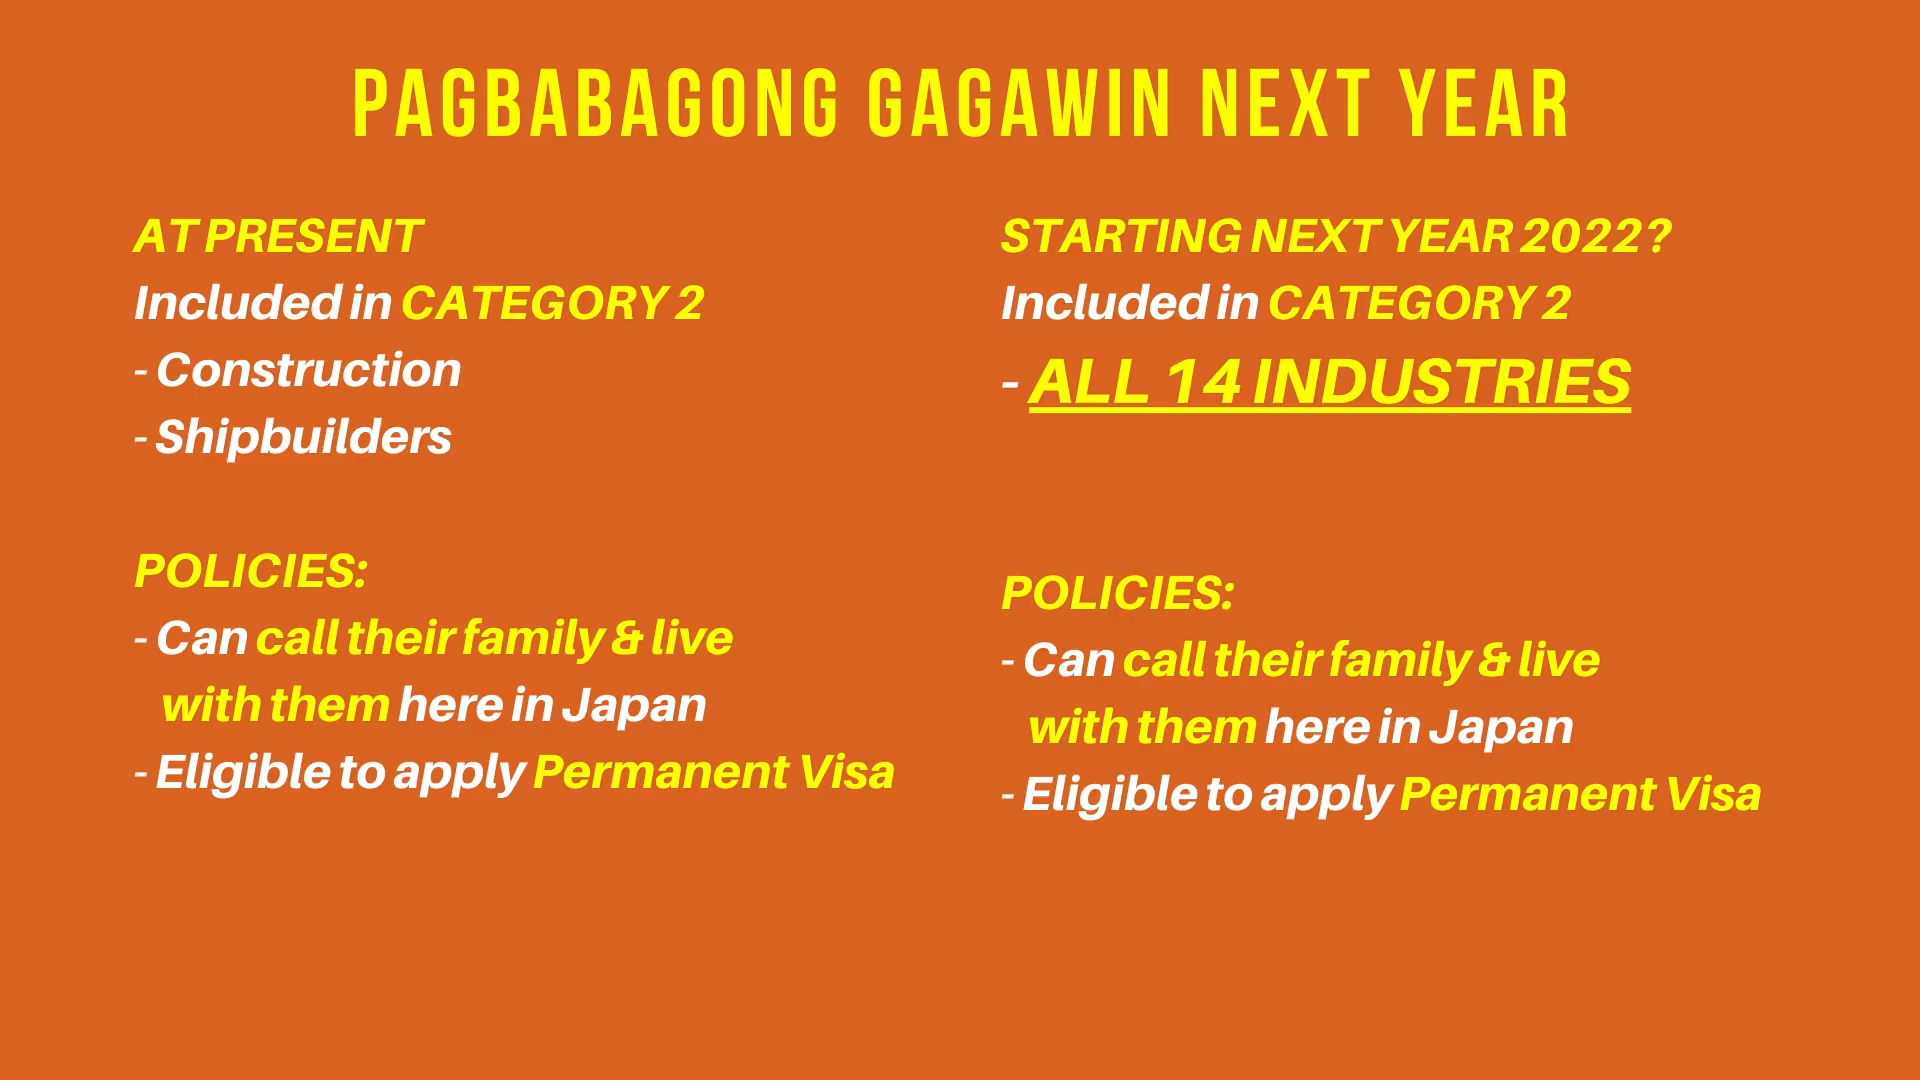 PAGBABAGONG GAGAWIN NEXT YEAR
AT PRESENT
Included in CATEGORY 2
- Construction
- Shipbuilders
POLICIES:
- Can call their family & live
with them here in Japan
- Eligible to apply Permanent Visa
STARTING NEXT YEAR 2022?
Included in CATEGORY 2
- ALL 14 INDUSTRIES
POLICIES:
- Can call their family & live
with them here in Japan
- Eligible to apply Permanent Visa